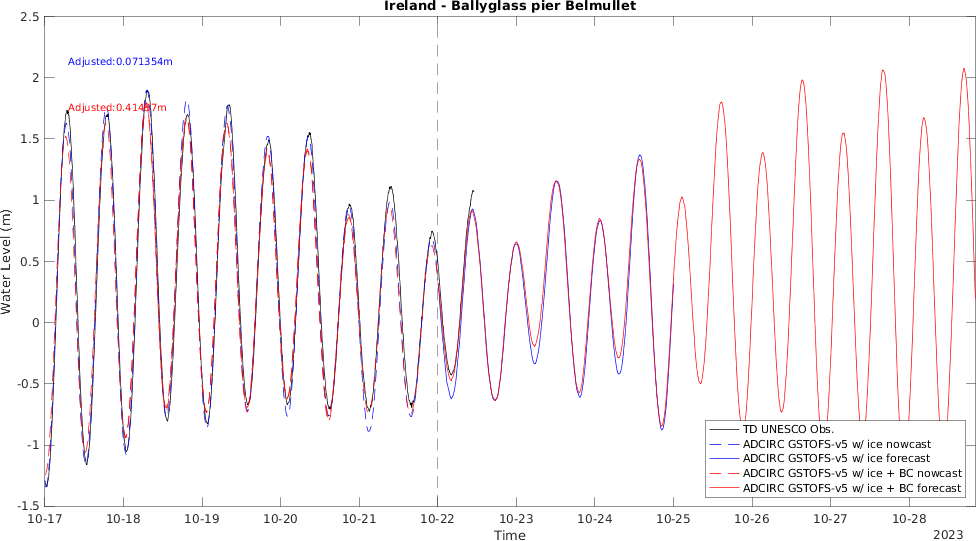 Ireland - Ballyglass pier Belmullet
2.5
2
1.5
1
0.5
0
-0.5
-1
-1.5
Water Level (m)
Adjusted:0.071354m
TD UNESCO Obs.
ADCIRC GSTOFS-v5 w/ ice nowcast
ADCIRC GSTOFS-v5 w/ ice forecast
ADCIRC GSTOFS-v5 w/ ice + BC nowcast
ADCIRC GSTOFS-v5 w/ ice + BC forecast
10-17 10-18 10-19 10-20 10-21 10-22 10-23 10-24 10-25 10-26 10-27 10-28
Time
2023